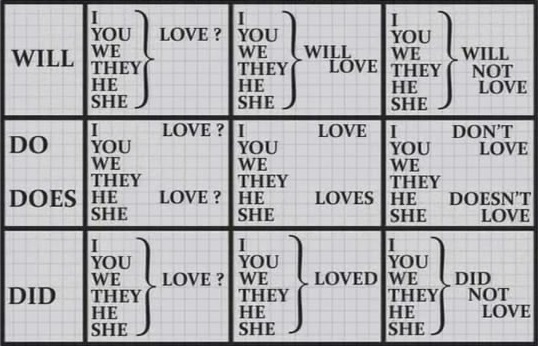 WILL
I
YOU
WE
THEY
HE
SHE
LOVE ?
I
YOU
WE
THEY
HE
SHE
WILL
LOVE
I
YOU
WE
THEY
HE
SHE
WILL
NOT
LOVE
DO
DOES
I LOVE ?
YOU
WE
THEY
HE LOVE ?
SHE
I LOVE
YOU
WE
THEY
HE LOVES
SHE
I DON'T
YOU LOVE
WE
THEY
HE DOESN'T
SHE LOVE
DID
I
YOU
WE
THEY
HE
SHE
LOVE ?
I
YOU
WE
THEY
HE
SHE
LOVED
I
YOU
WE
THEY
HE
SHE
DID
NOT
LOVE